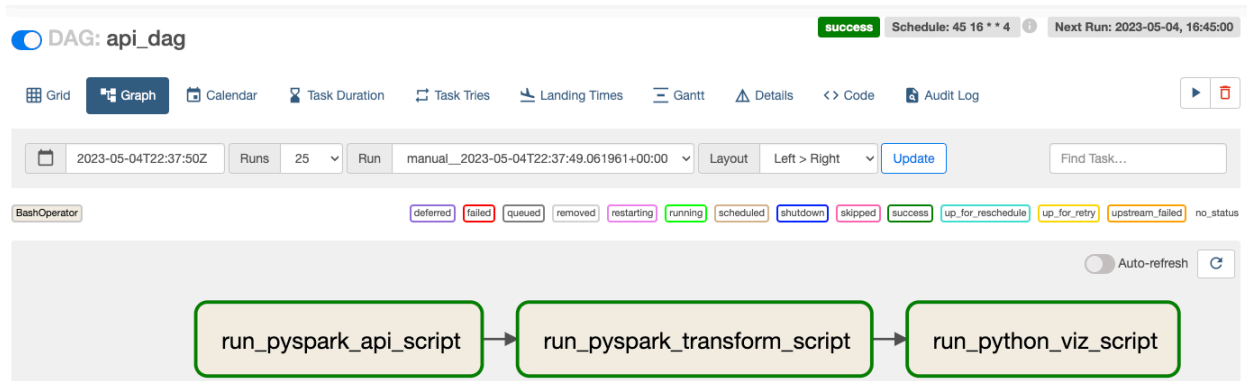 DAG: api_dag
success Schedule: 45 16 * * 4 Next Run: 2023-05-04, 16:45:00
Grid Graph Calendar Task Duration Task Tries Landing Times Gantt Details <> Code Audit Log
2023-05-04T22:37:50Z Runs 25 Run manual__2023-05-04T22:37:49.061961+00:00 Layout Left > Right Update Find Task...
BashOperator deferred failed queued removed restarting running scheduled shutdown skipped success up_for_reschedule up_for_retry upstream_failed no_status
Auto-refresh
run_pyspark_api_script run_pyspark_transform_script run_python_viz_script